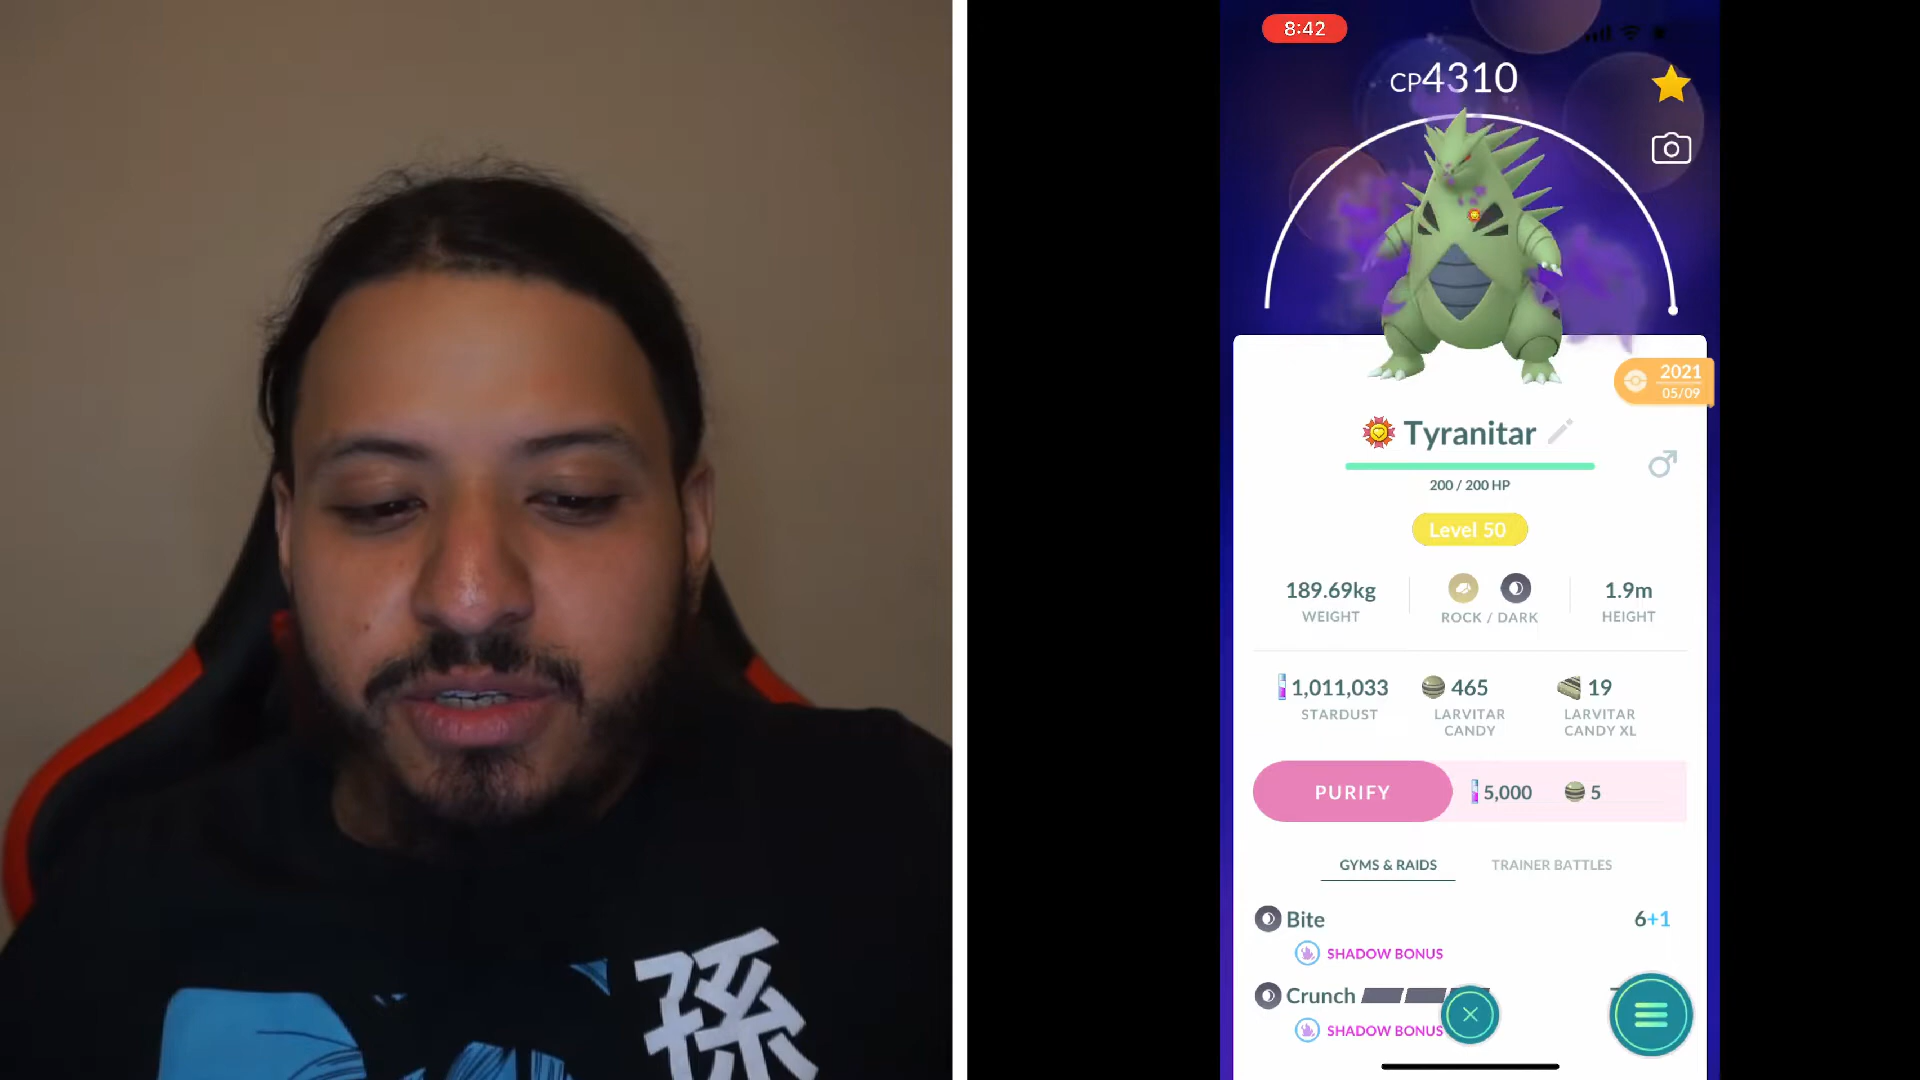 8:42
CP4310
2021
05/09
Tyranitar
200 / 200 HP
Level 50
189.69kg
WEIGHT
ROCK / DARK
1.9m
HEIGHT
1,011,033
STARDUST
465
LARVITAR
CANDY
19
LARVITAR
CANDY XL
PURIFY
5,000
5
GYMS & RAIDS
TRAINER BATTLES
Bite
6+1
SHADOW BONUS
Crunch
SHADOW BONUS
孫